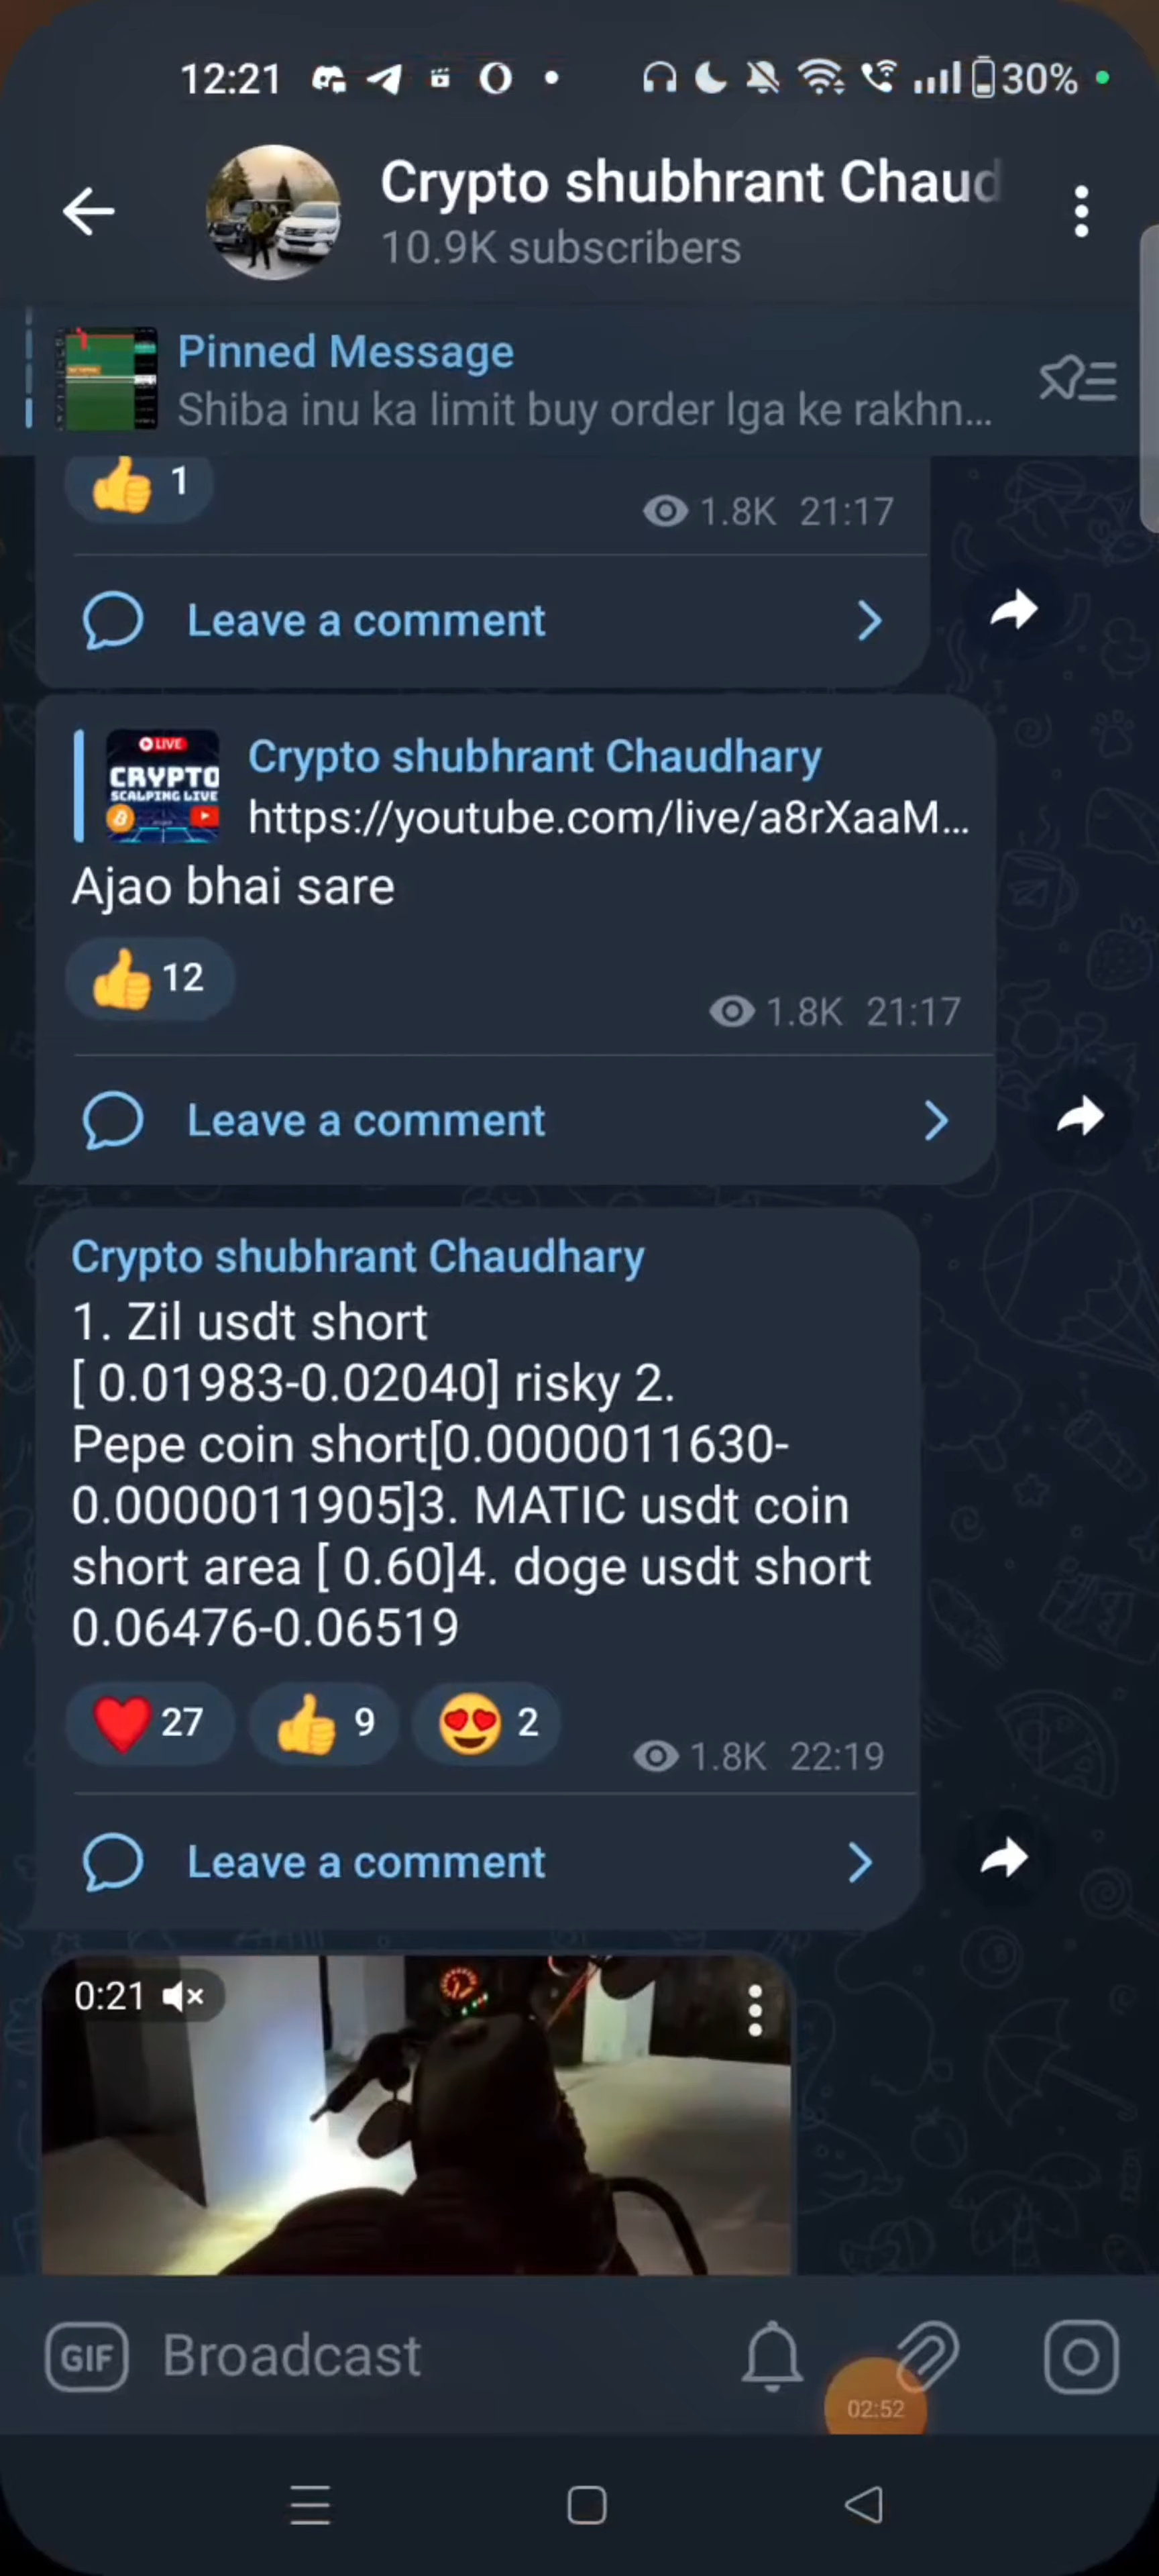 12:21
30%
Crypto shubhrant Chaud
10.9K subscribers
Pinned Message
Shiba inu ka limit buy order lga ke rakhn...
1
1.8K 21:17
Leave a comment
LIVE
CRYPTO
SCALPING LIVE
Crypto shubhrant Chaudhary
https://youtube.com/live/a8rXaaM...
Ajao bhai sare
12
1.8K 21:17
Leave a comment
Crypto shubhrant Chaudhary
1. Zil usdt short
[ 0.01983-0.02040] risky 2.
Pepe coin short[0.0000011630-
0.0000011905]3. MATIC usdt coin
short area [ 0.60]4. doge usdt short
0.06476-0.06519
27 9 2
1.8K 22:19
Leave a comment
0:21
GIF Broadcast
02:52